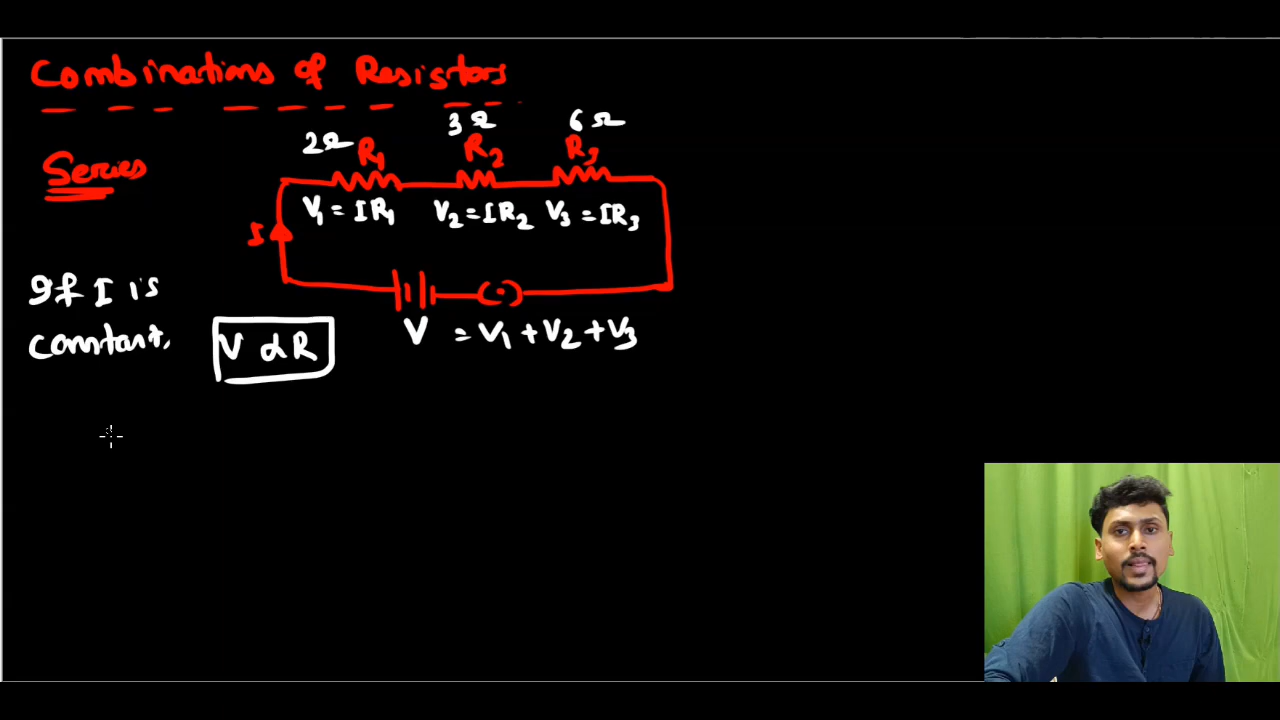 Combinations of Resistors
2Ω 3Ω 6Ω
Series R1 R2 R3
V1 = IR1 V2 = IR2 V3 = IR3
I
If I is
constant, V α R V = V1 + V2 + V3